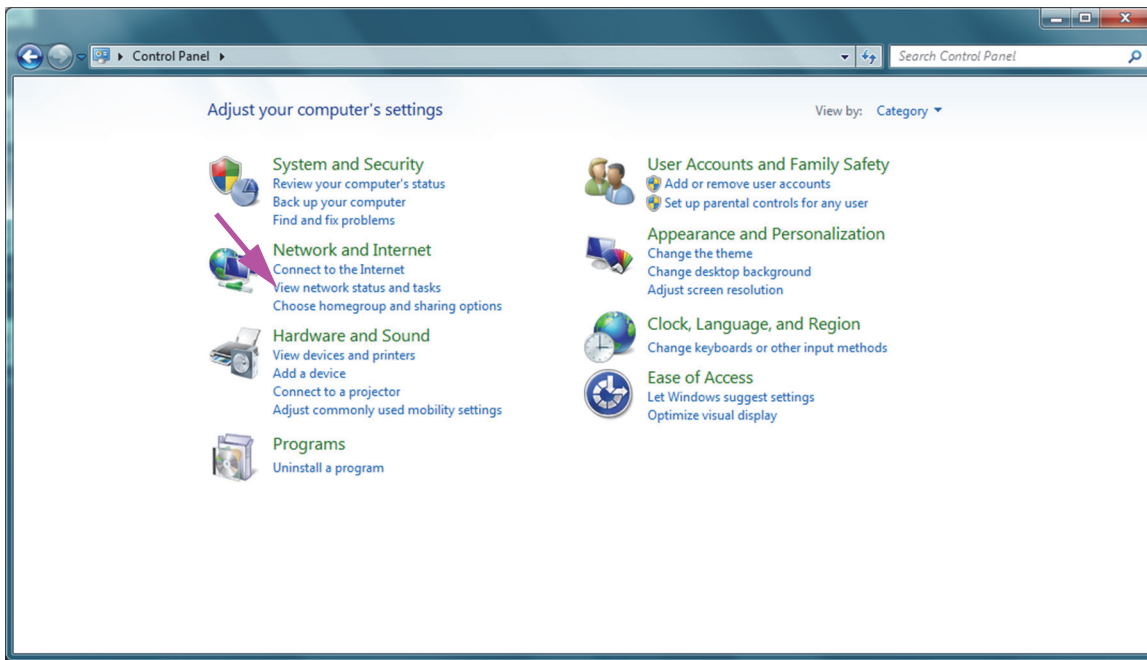 Control Panel
Search Control Panel
Adjust your computer's settings
View by: Category
System and Security
Review your computer's status
Back up your computer
Find and fix problems
Network and Internet
Connect to the Internet
View network status and tasks
Choose homegroup and sharing options
Hardware and Sound
View devices and printers
Add a device
Connect to a projector
Adjust commonly used mobility settings
Programs
Uninstall a program
User Accounts and Family Safety
Add or remove user accounts
Set up parental controls for any user
Appearance and Personalization
Change the theme
Change desktop background
Adjust screen resolution
Clock, Language, and Region
Change keyboards or other input methods
Ease of Access
Let Windows suggest settings
Optimize visual display